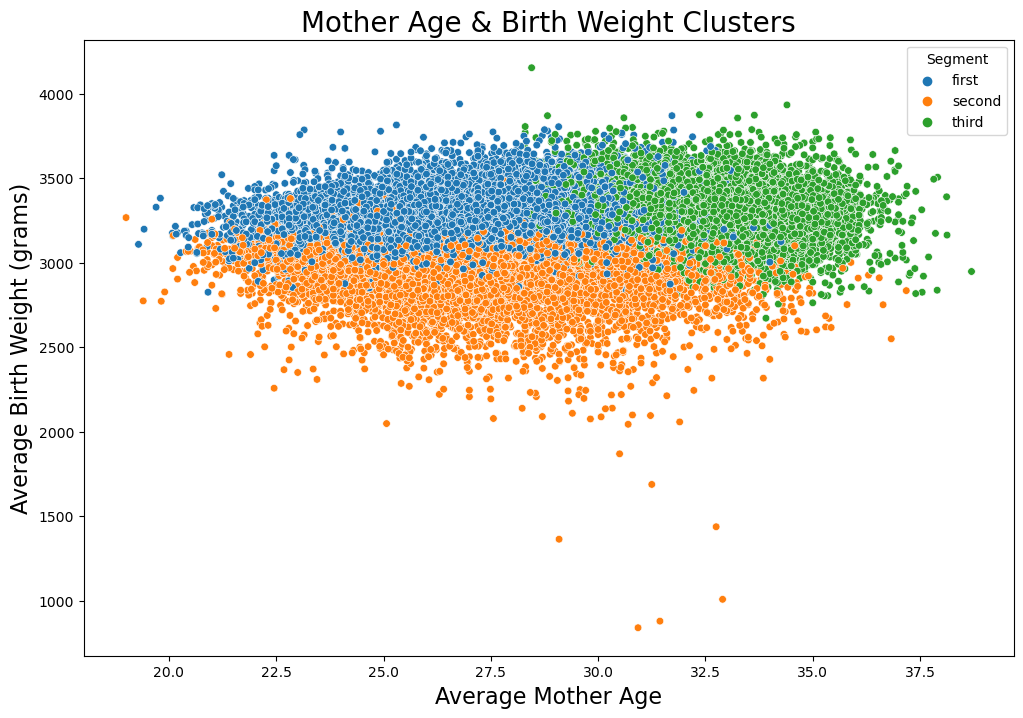 Mother Age & Birth Weight Clusters
Segment
first
second
third
Average Birth Weight (grams)
4000
3500
3000
2500
2000
1500
1000
20.0 22.5 25.0 27.5 30.0 32.5 35.0 37.5
Average Mother Age